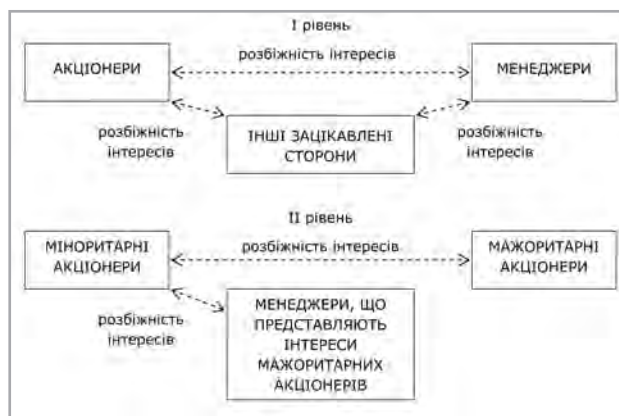 І рівень
розбіжність інтересів
АКЦІОНЕРИ
МЕНЕДЖЕРИ
розбіжність
інтересів
ІНШІ ЗАЦІКАВЛЕНІ
СТОРОНИ
розбіжність
інтересів
ІІ рівень
розбіжність інтересів
МІНОРИТАРНІ
АКЦІОНЕРИ
МАЖОРИТАРНІ
АКЦІОНЕРИ
розбіжність
інтересів
МЕНЕДЖЕРИ, ЩО
ПРЕДСТАВЛЯЮТЬ
ІНТЕРЕСИ
МАЖОРИТАРНИХ
АКЦІОНЕРІВ